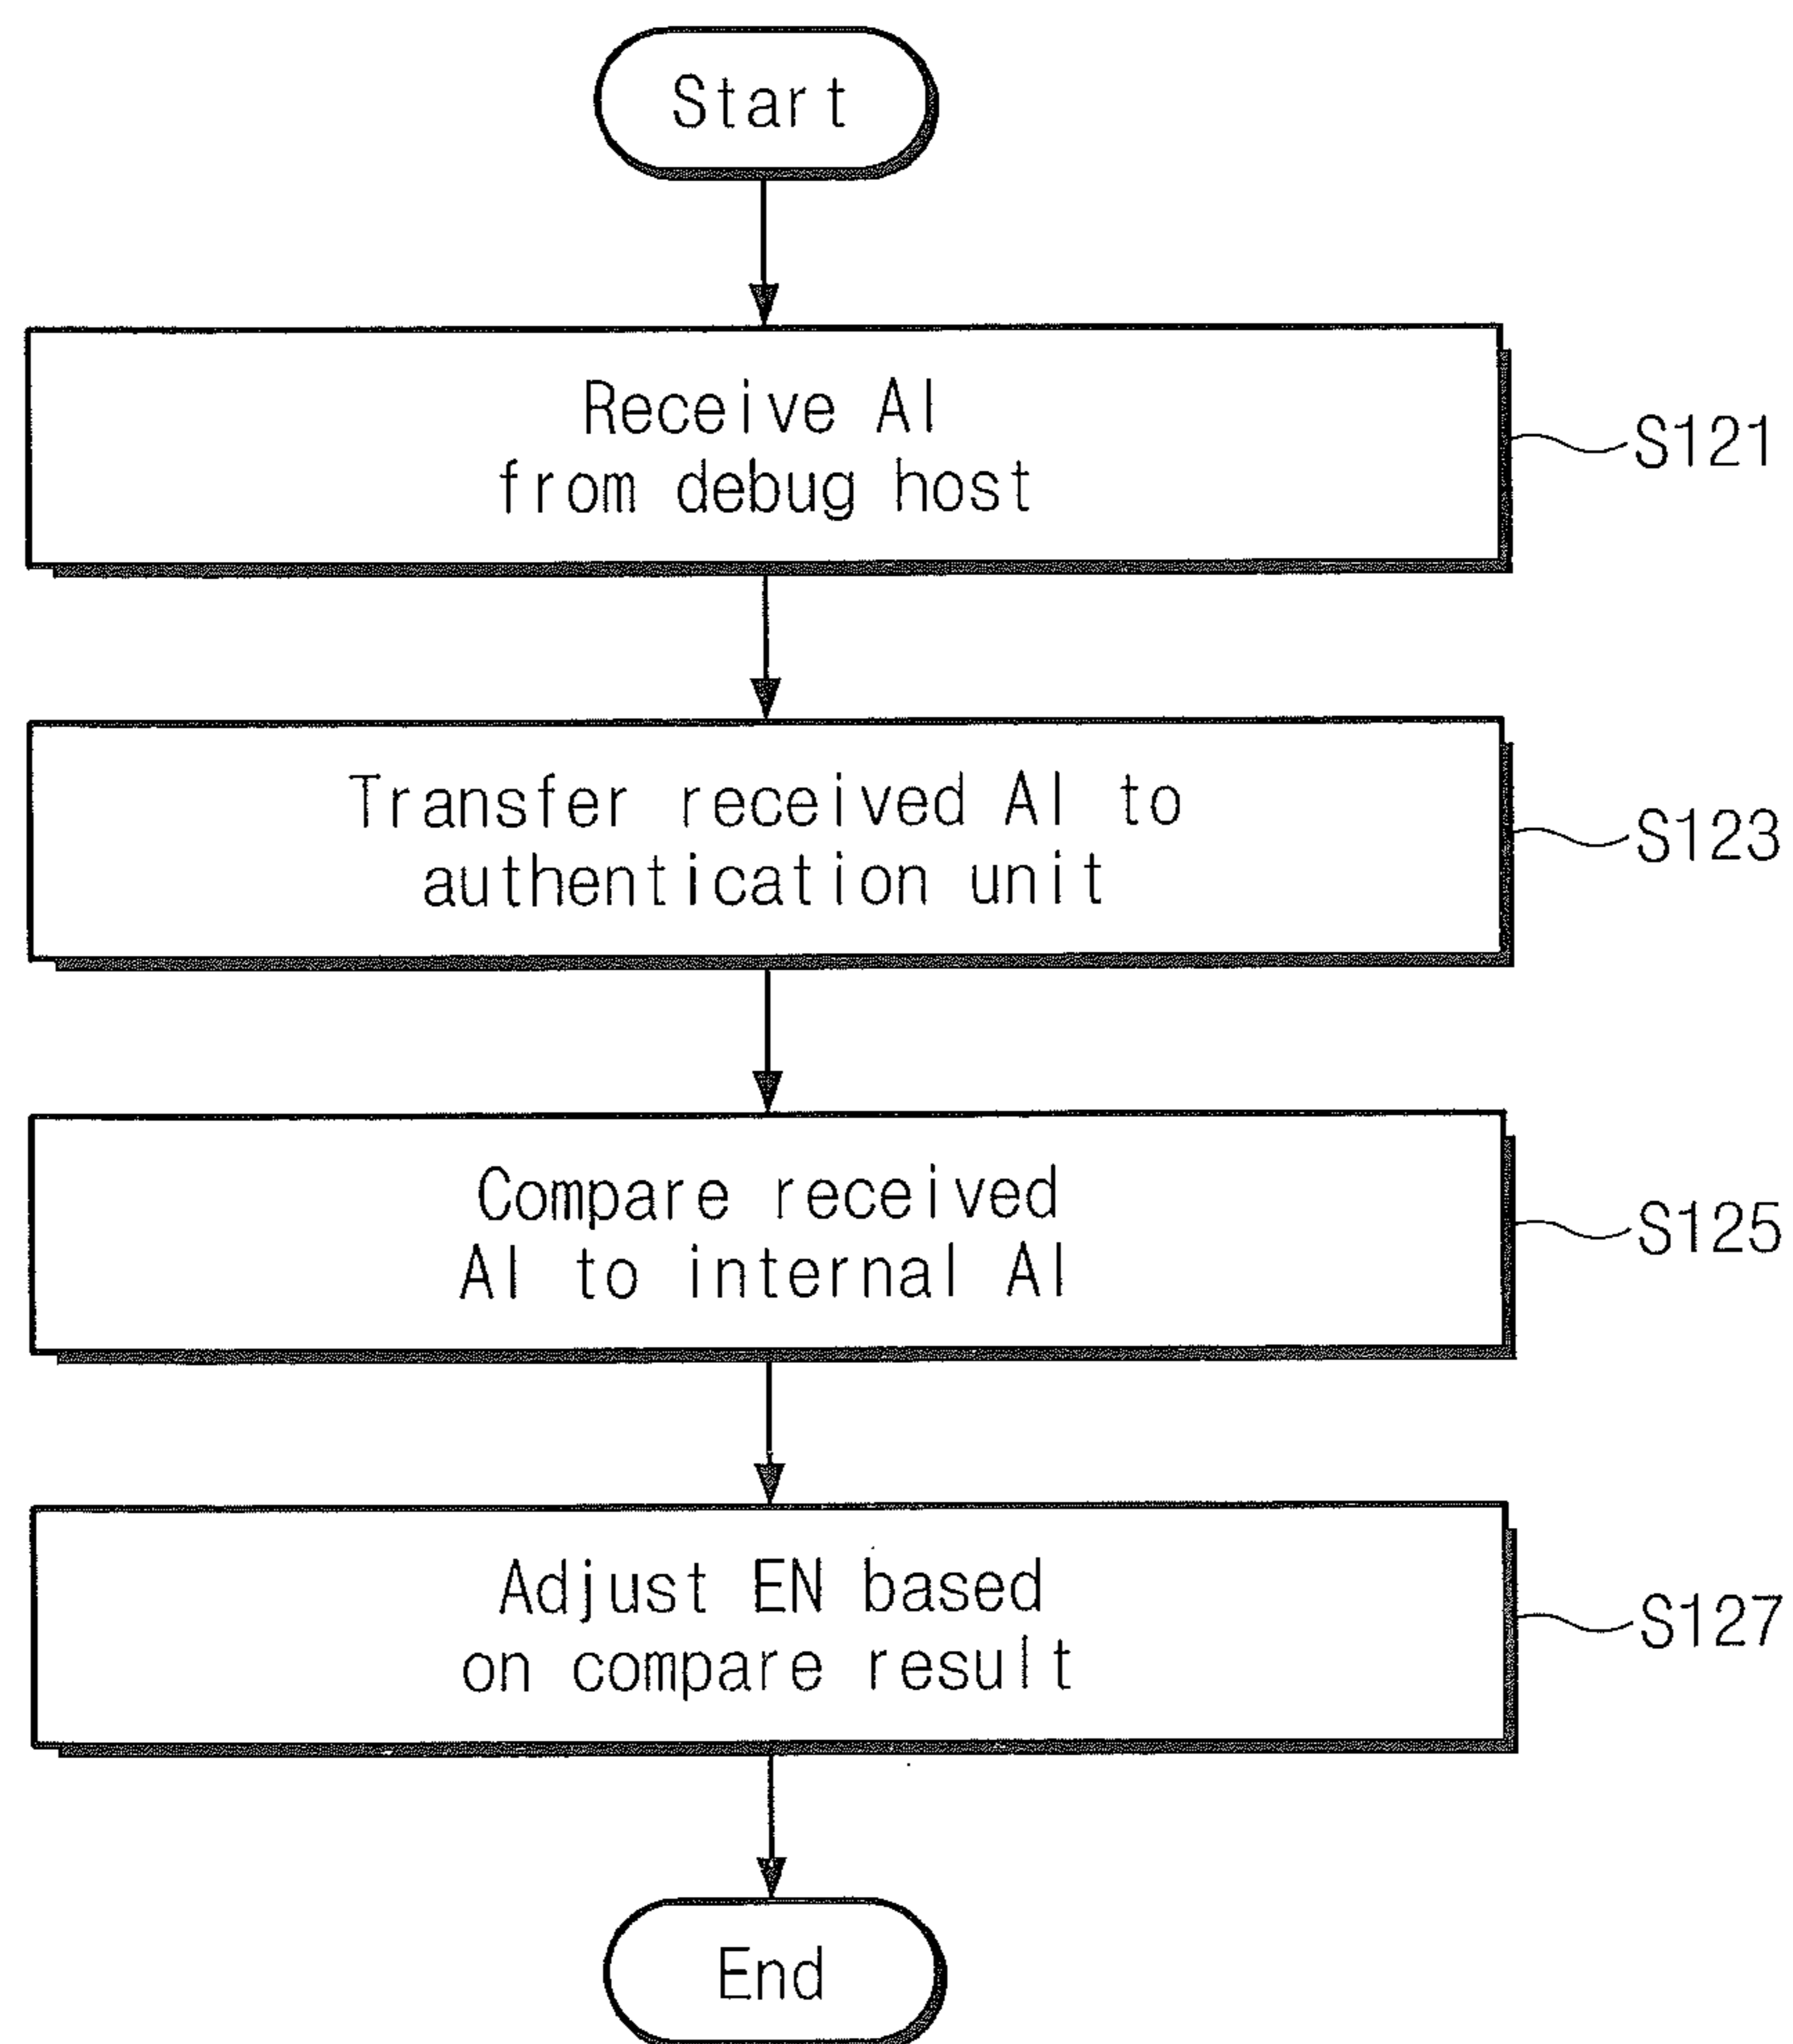 Start
Receive AI
from debug host
S121
Transfer received AI to
authentication unit
S123
Compare received
AI to internal AI
S125
Adjust EN based
on compare result
S127
End